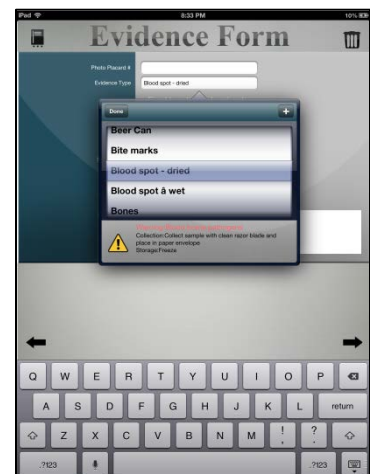 iPad
8:33 PM
10%
Evidence Form
Photo Placard #
Evidence Type
Blood spot - dried
Done
+
Beer Can
Bite marks
Blood spot - dried
Blood spot à wet
Bones
Collection:Collect sample with clean razor blade and
place in paper envelope
Storage:Freeze
Q W E R T Y U I O P
A S D F G H J K L return
Z X C V B N M ! , ? .
.?123 .?123